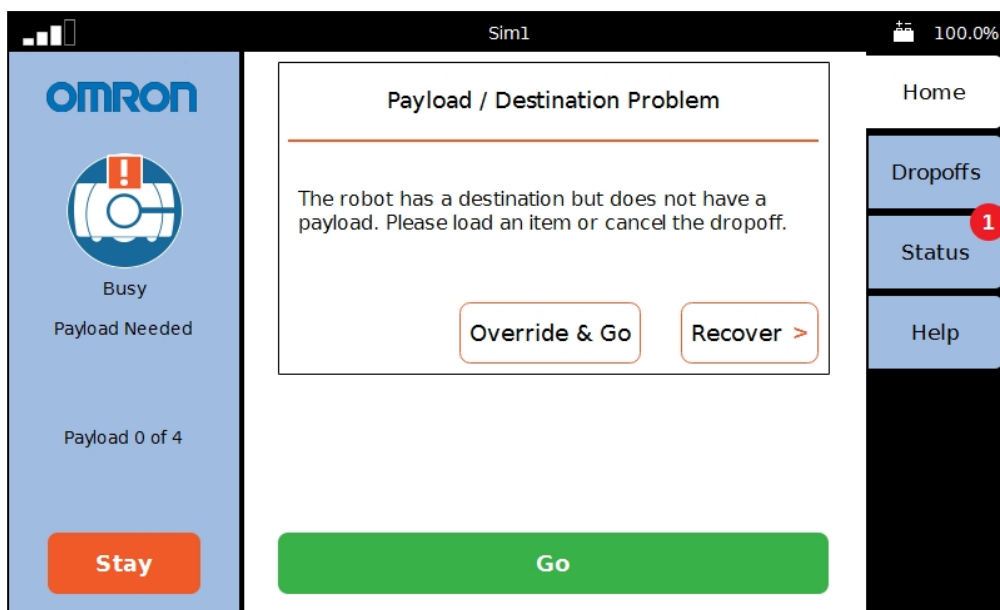 Sim1
100.0%
OMRON
!
Busy
Payload Needed
Payload 0 of 4
Stay
Payload / Destination Problem
The robot has a destination but does not have a
payload. Please load an item or cancel the dropoff.
Override & Go
Recover >
Go
Home
Dropoffs
1
Status
Help